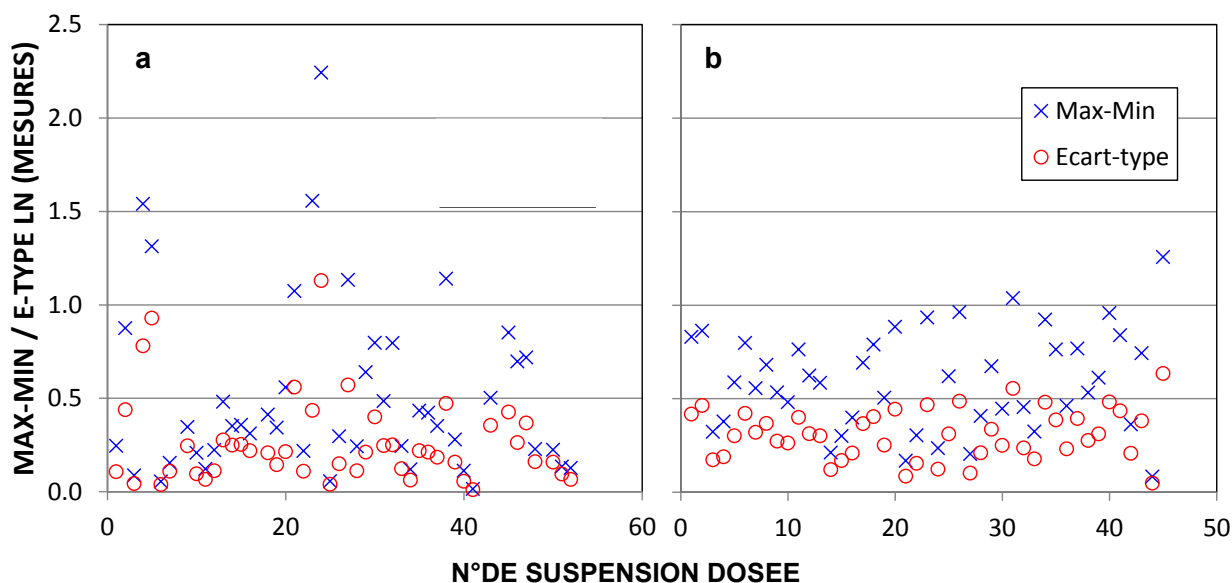 MAX-MIN / E-TYPE LN (MESURES)
2.5
2.0
1.5
1.0
0.5
0.0
a
0 20 40 60
b
Max-Min
Ecart-type
0 10 20 30 40 50
N°DE SUSPENSION DOSEE